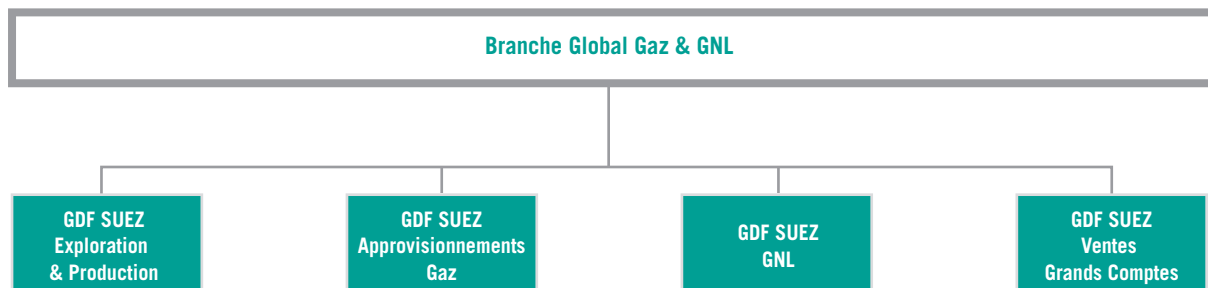 Branche Global Gaz & GNL
GDF SUEZ
Exploration
& Production
GDF SUEZ
Approvisionnements
Gaz
GDF SUEZ
GNL
GDF SUEZ
Ventes
Grands Comptes